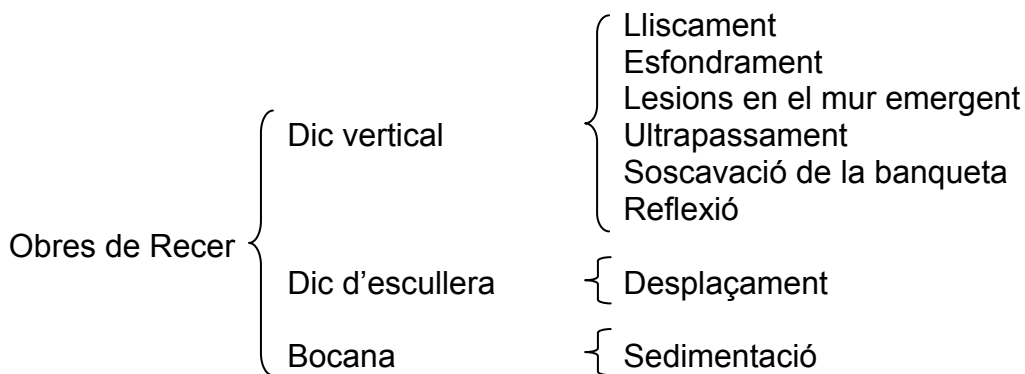 Obres de Recer
Dic vertical
Lliscament
Esfondrament
Lesions en el mur emergent
Ultrapassament
Soscavació de la banqueta
Reflexió
Dic d'escullera
Desplaçament
Bocana
Sedimentació